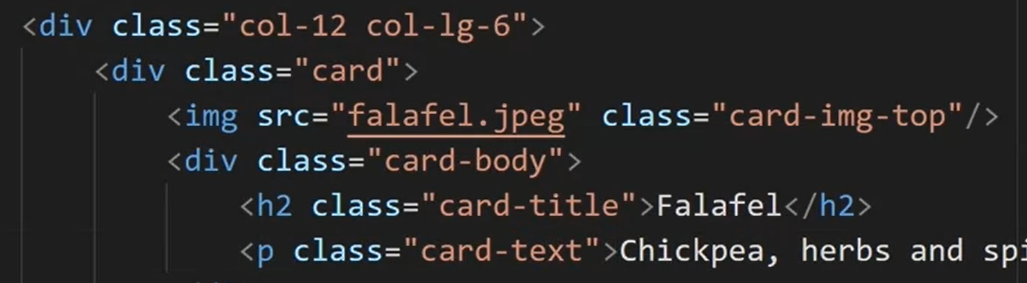 <div class="col-12 col-lg-6">
<div class="card">
<img src="falafel.jpeg" class="card-img-top"/>
<div class="card-body">
<h2 class="card-title">Falafel</h2>
<p class="card-text">Chickpea, herbs and